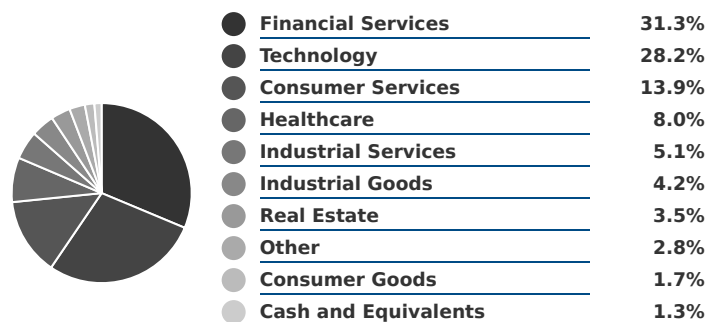 Financial Services 31.3%
Technology 28.2%
Consumer Services 13.9%
Healthcare 8.0%
Industrial Services 5.1%
Industrial Goods 4.2%
Real Estate 3.5%
Other 2.8%
Consumer Goods 1.7%
Cash and Equivalents 1.3%